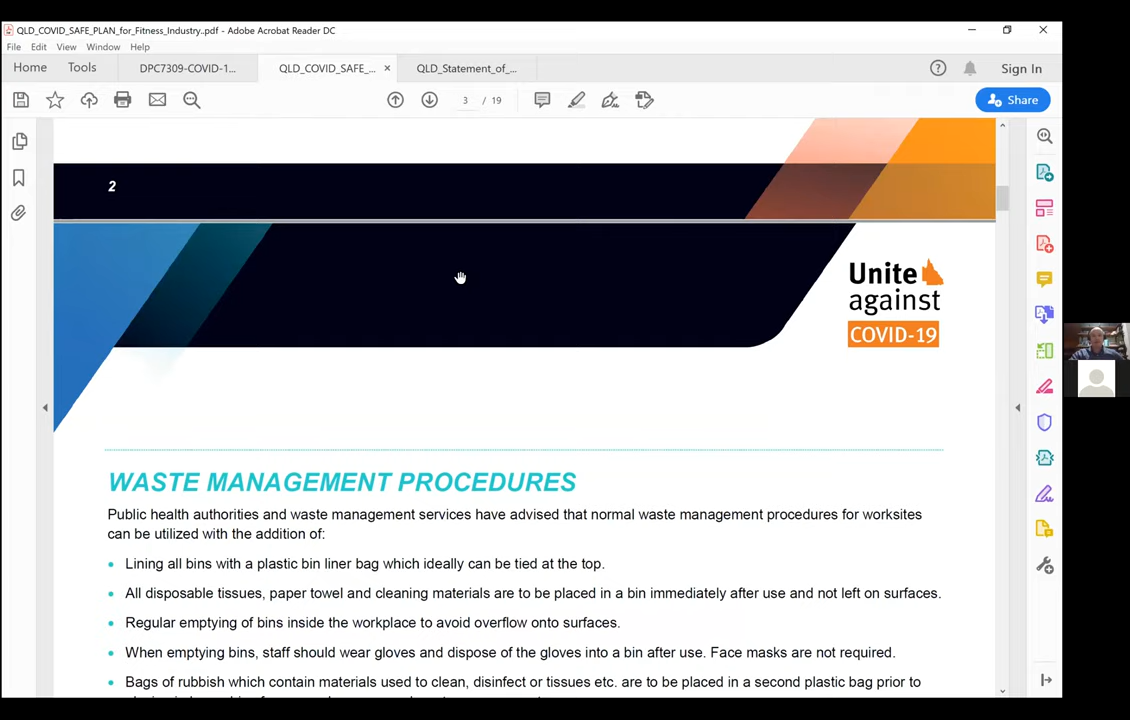 QLD_COVID_SAFE_PLAN_for_Fitness_Industry..pdf - Adobe Acrobat Reader DC
File Edit View Window Help
Home Tools DPC7309-COVID-1... QLD_COVID_SAFE_... × QLD_Statement_of_...
Sign In
3 / 19
Share
2
Unite
against
COVID-19
WASTE MANAGEMENT PROCEDURES
Public health authorities and waste management services have advised that normal waste management procedures for worksites
can be utilized with the addition of:
• Lining all bins with a plastic bin liner bag which ideally can be tied at the top.
• All disposable tissues, paper towel and cleaning materials are to be placed in a bin immediately after use and not left on surfaces.
• Regular emptying of bins inside the workplace to avoid overflow onto surfaces.
• When emptying bins, staff should wear gloves and dispose of the gloves into a bin after use. Face masks are not required.
• Bags of rubbish which contain materials used to clean, disinfect or tissues etc. are to be placed in a second plastic bag prior to